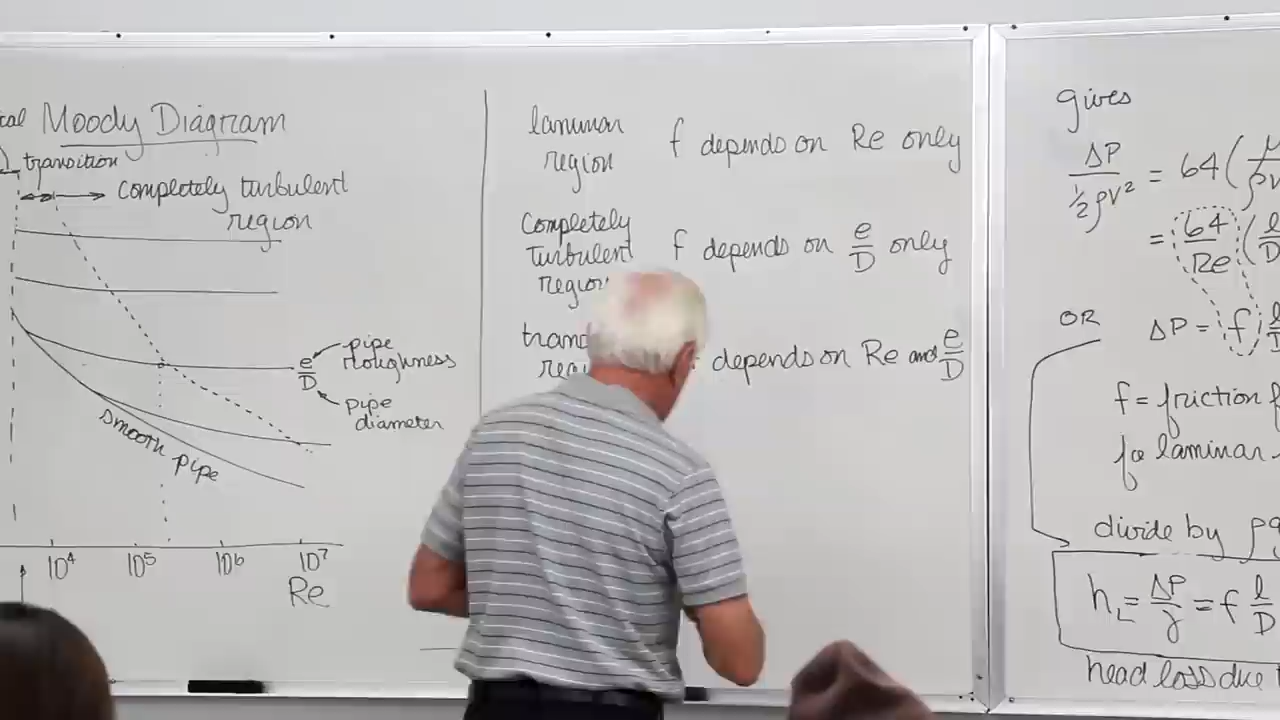 Moody Diagram
transition
completely turbulent
region
e/D
pipe
roughness
pipe
diameter
smooth pipe
10⁴ 10⁵ 10⁶ 10⁷
Re
laminar
region
f depends on Re only
Completely
turbulent
region
f depends on e/D only
depends on Re and e/D
gives
ΔP / ½ρV² = 64 (
= 64/Re (
OR
ΔP = f
f = friction
for laminar
divide by ρg
h_L = ΔP/γ = f l/D
head loss due